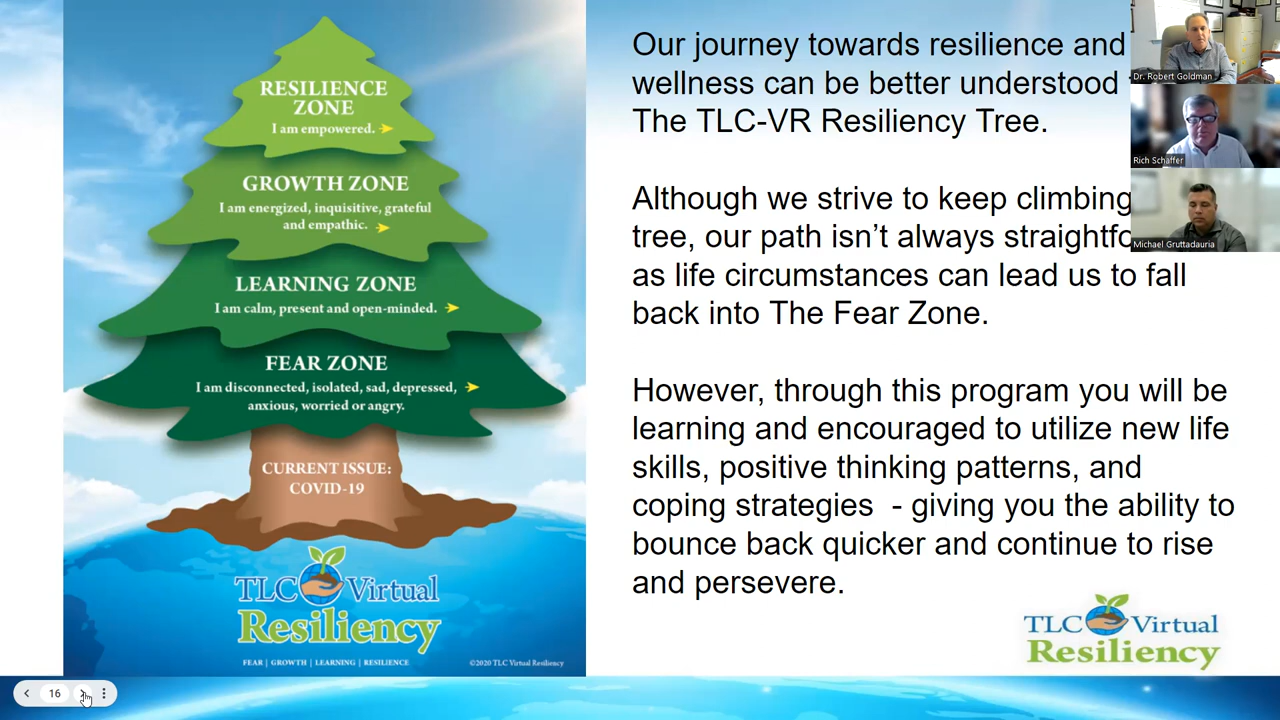 RESILIENCE
ZONE
I am empowered.
GROWTH ZONE
I am energized, inquisitive, grateful
and empathic.
LEARNING ZONE
I am calm, present and open-minded.
FEAR ZONE
I am disconnected, isolated, sad, depressed,
anxious, worried or angry.
CURRENT ISSUE:
COVID-19
TLC Virtual
Resiliency
FEAR | GROWTH | LEARNING | RESILIENCE
©2020 TLC Virtual Resiliency
Our journey towards resilience and
wellness can be better understood
The TLC-VR Resiliency Tree.
Although we strive to keep climbing
tree, our path isn’t always straightfo
as life circumstances can lead us to fall
back into The Fear Zone.
However, through this program you will be
learning and encouraged to utilize new life
skills, positive thinking patterns, and
coping strategies - giving you the ability to
bounce back quicker and continue to rise
and persevere.
TLC Virtual
Resiliency
Dr. Robert Goldman
Rich Schaffer
Michael Gruttadauria
16